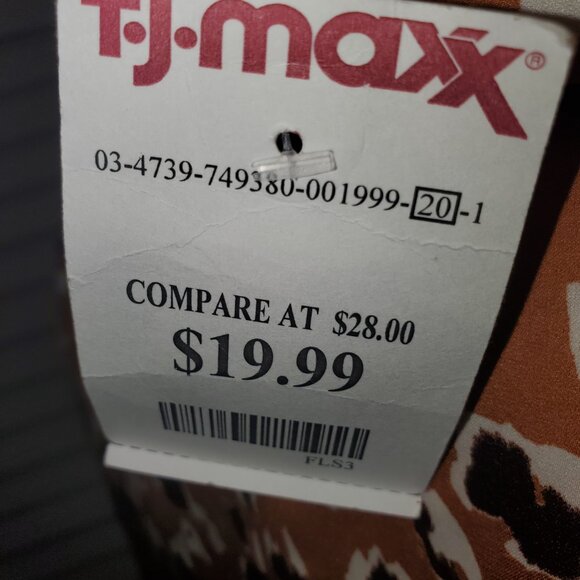 T·J·maxx®
03-4739-749380-001999-20-1
COMPARE AT $28.00
$19.99
FLS3